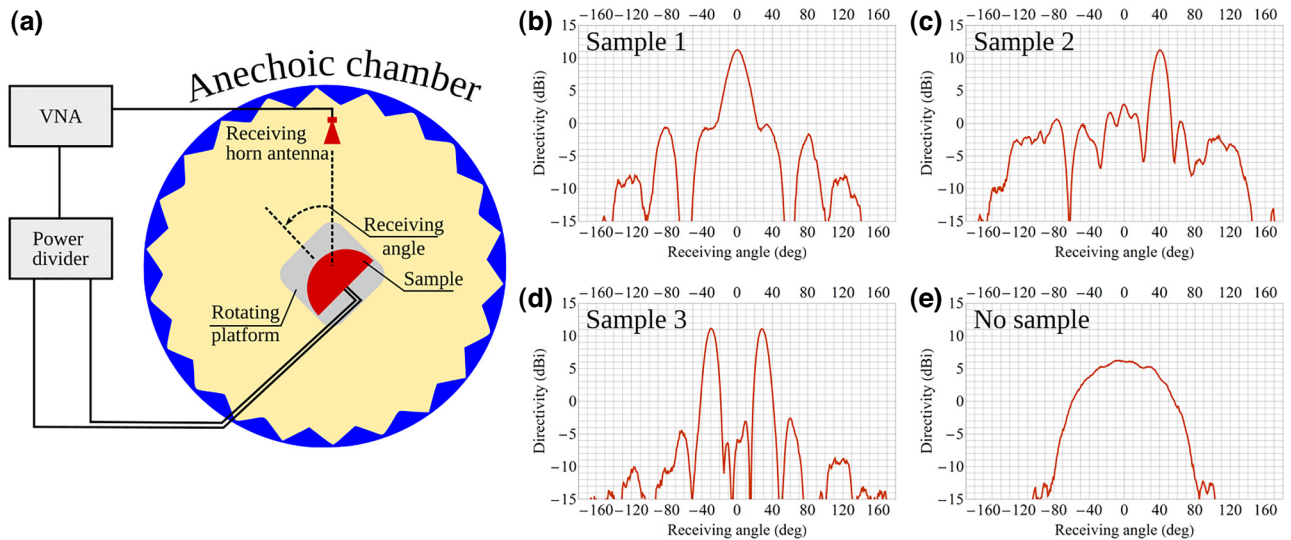 (a)
Anechoic chamber
VNA
Receiving
horn antenna
Receiving
angle
Power
divider
Sample
Rotating
platform
(b)
−160−120 −80 −40 0 40 80 120 160
Sample 1
15
10
5
0
−5
−10
−15
Directivity (dBi)
−160−120 −80 −40 0 40 80 120 160
Receiving angle (deg)
(c)
−160−120 −80 −40 0 40 80 120 160
Sample 2
15
10
5
0
−5
−10
−15
Directivity (dBi)
−160−120 −80 −40 0 40 80 120 160
Receiving angle (deg)
(d)
−160−120 −80 −40 0 40 80 120 160
Sample 3
15
10
5
0
−5
−10
−15
Directivity (dBi)
−160−120 −80 −40 0 40 80 120 160
Receiving angle (deg)
(e)
−160−120 −80 −40 0 40 80 120 160
No sample
15
10
5
0
−5
−10
−15
Directivity (dBi)
−160−120 −80 −40 0 40 80 120 160
Receiving angle (deg)